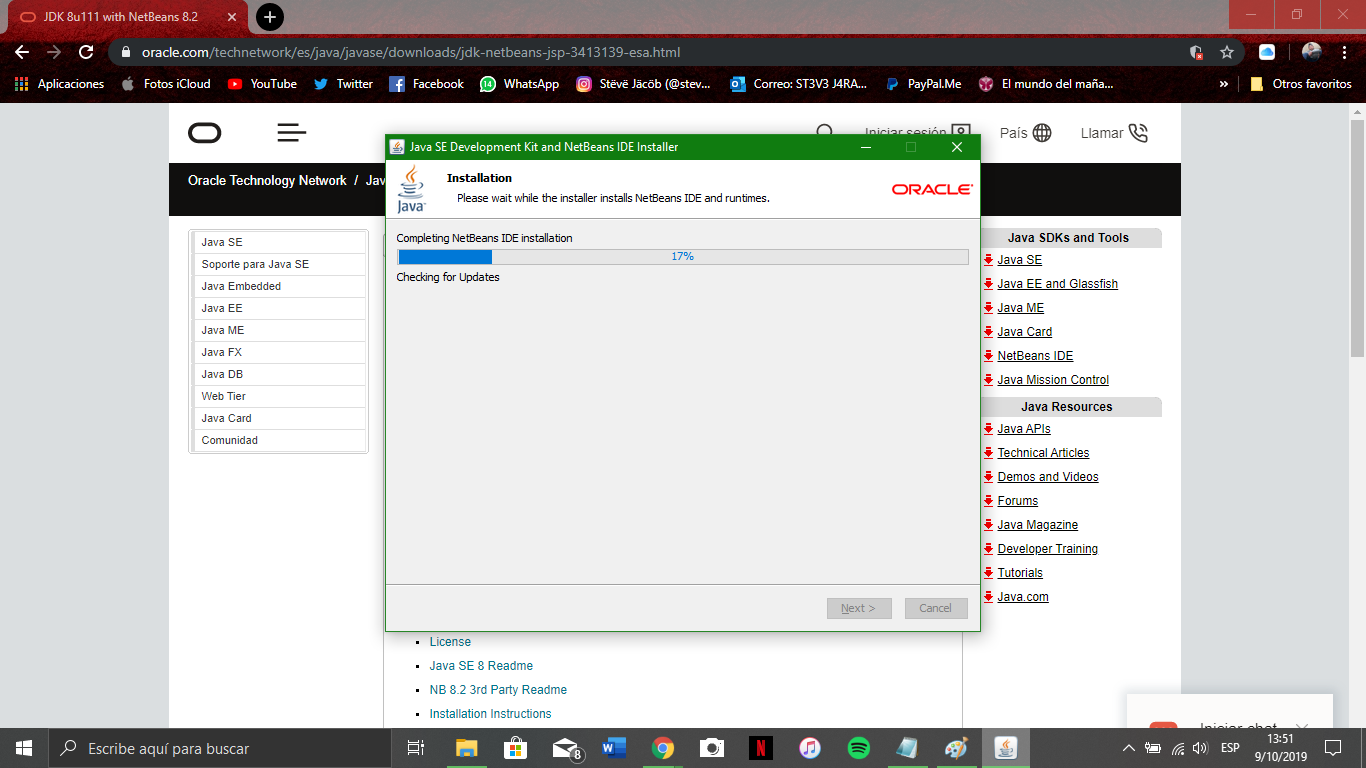 JDK 8u111 with NetBeans 8.2
oracle.com/technetwork/es/java/javase/downloads/jdk-netbeans-jsp-3413139-esa.html
Aplicaciones
Fotos iCloud
YouTube
Twitter
Facebook
14
WhatsApp
Stëvë Jäcöb (@stev...
Correo: ST3V3 J4RA...
PayPal.Me
El mundo del maña...
»
Otros favoritos
Iniciar sesión
País
Llamar
Oracle Technology Network / Jav
Java SE Development Kit and NetBeans IDE Installer
Java
Installation
Please wait while the installer installs NetBeans IDE and runtimes.
ORACLE
Completing NetBeans IDE installation
17%
Checking for Updates
Next >
Cancel
Java SE
Soporte para Java SE
Java Embedded
Java EE
Java ME
Java FX
Java DB
Web Tier
Java Card
Comunidad
Java SDKs and Tools
Java SE
Java EE and Glassfish
Java ME
Java Card
NetBeans IDE
Java Mission Control
Java Resources
Java APIs
Technical Articles
Demos and Videos
Forums
Java Magazine
Developer Training
Tutorials
Java.com
License
Java SE 8 Readme
NB 8.2 3rd Party Readme
Installation Instructions
Iniciar chat
Escribe aquí para buscar
8
ESP
13:51
9/10/2019